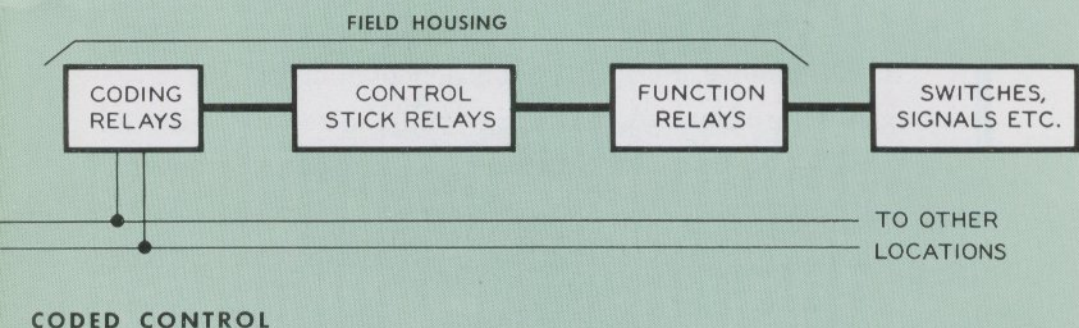 FIELD HOUSING
CODING
RELAYS
CONTROL
STICK RELAYS
FUNCTION
RELAYS
SWITCHES,
SIGNALS ETC.
TO OTHER
LOCATIONS
CODED CONTROL